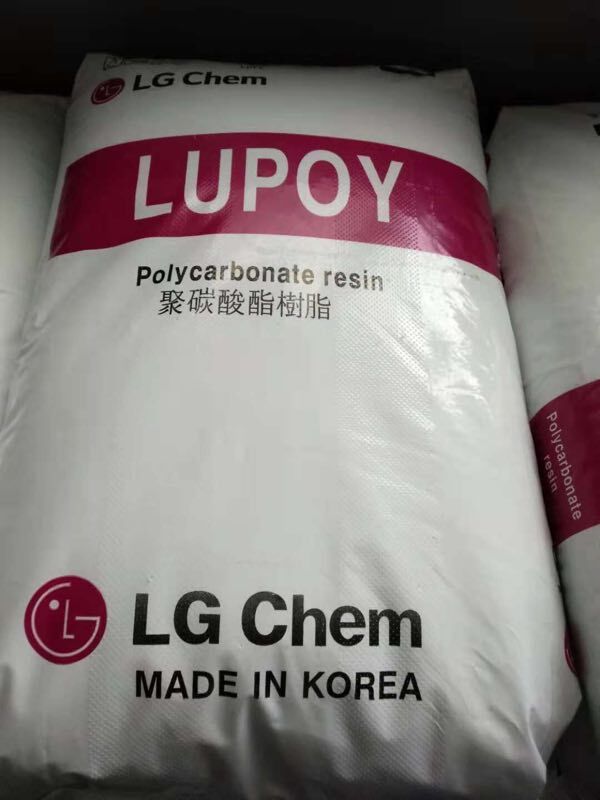 LG Chem
LUPOY
Polycarbonate resin
聚碳酸酯樹脂
LG Chem
MADE IN KOREA
Polycarbonate
resin